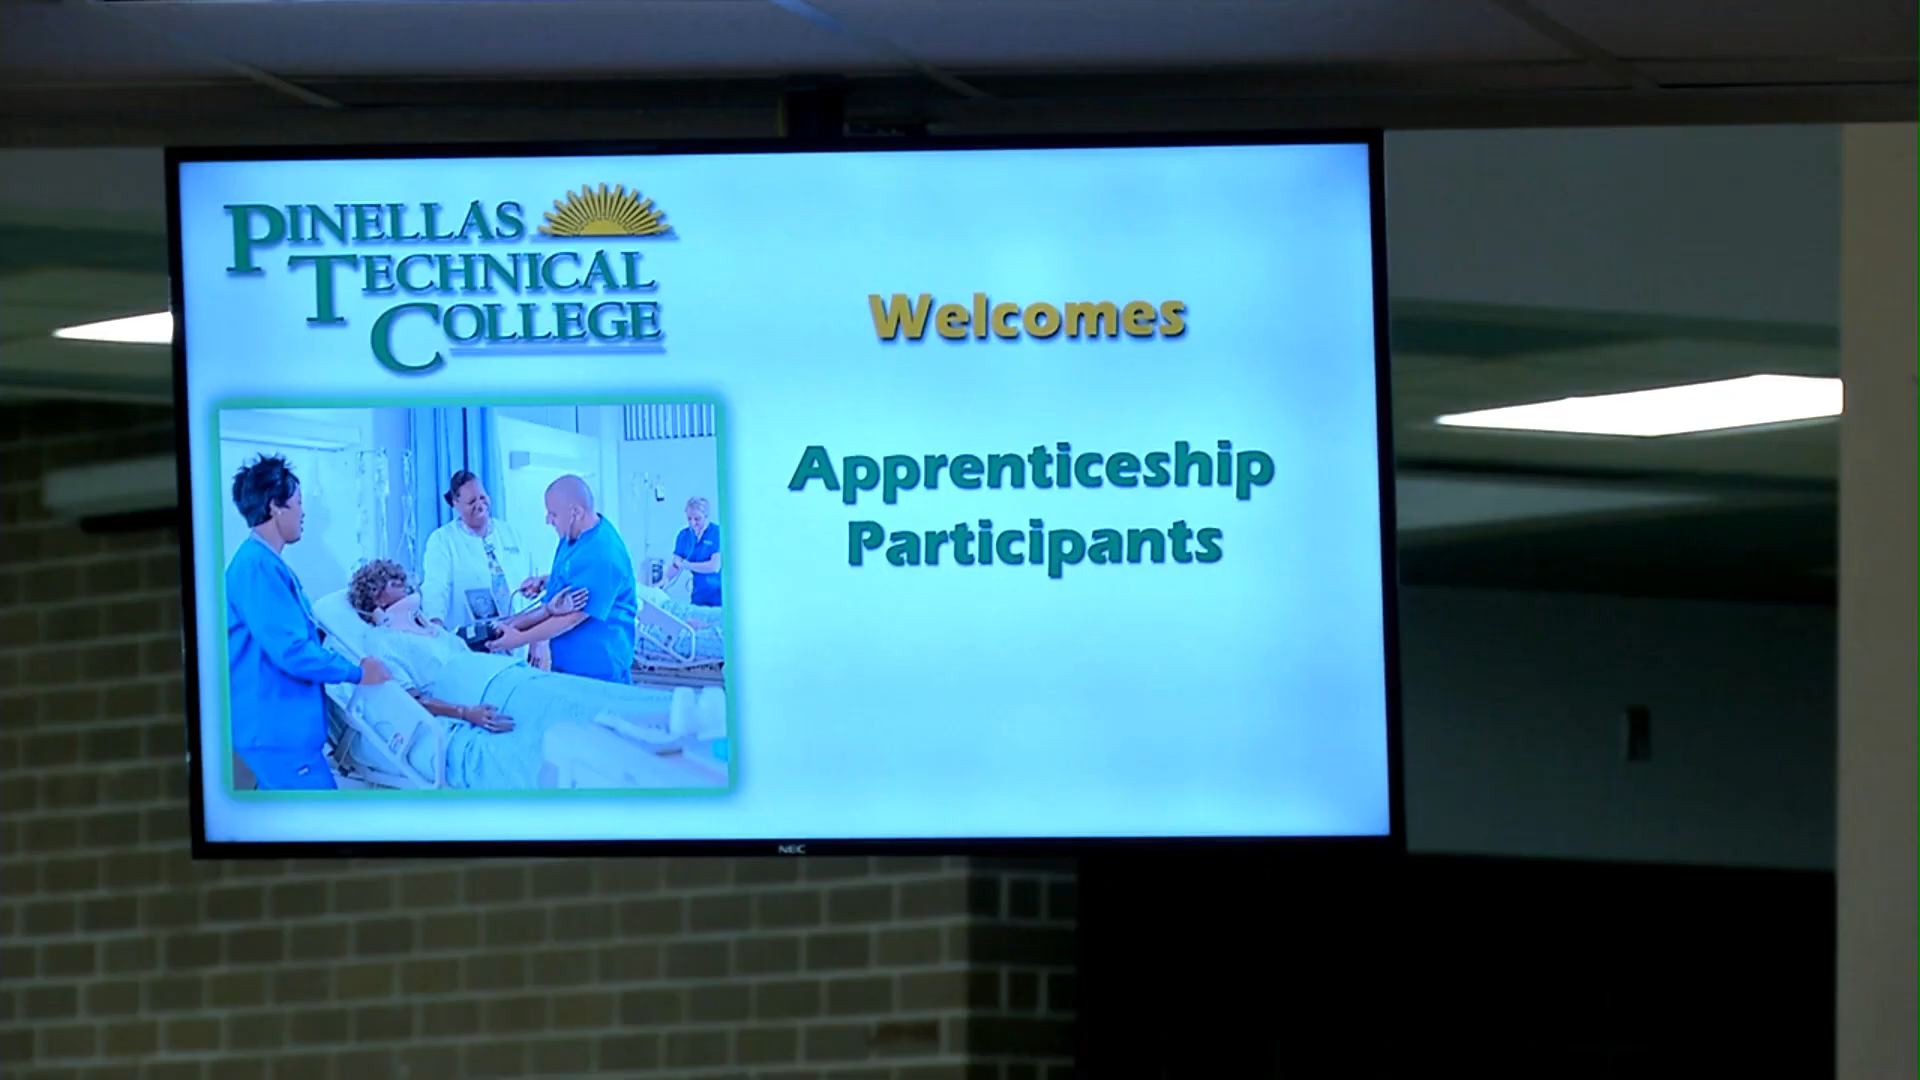 PINELLAS
TECHNICAL
COLLEGE
Welcomes
Apprenticeship
Participants
NEC